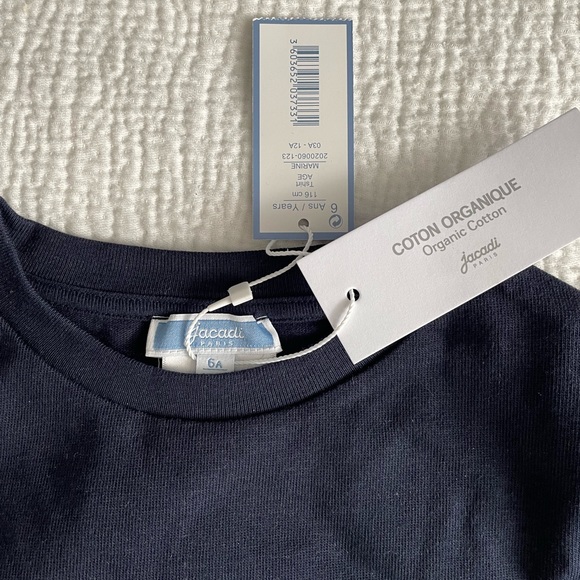 6 Ans / Years
116 cm
Tshirt
AGE
MARINE
2020060-123
03A - 12A
3603652037331
COTON ORGANIQUE
Organic Cotton
jacadi
PARIS
jacadi
PARIS
6A